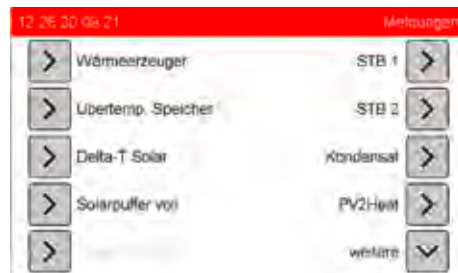 12:26:20 09.21 Meldungen
Wärmeerzeuger STB 1
Übertemp. Speicher STB 2
Delta-T Solar Kondensat
Solarpuffer voll PV2Heat
weitere